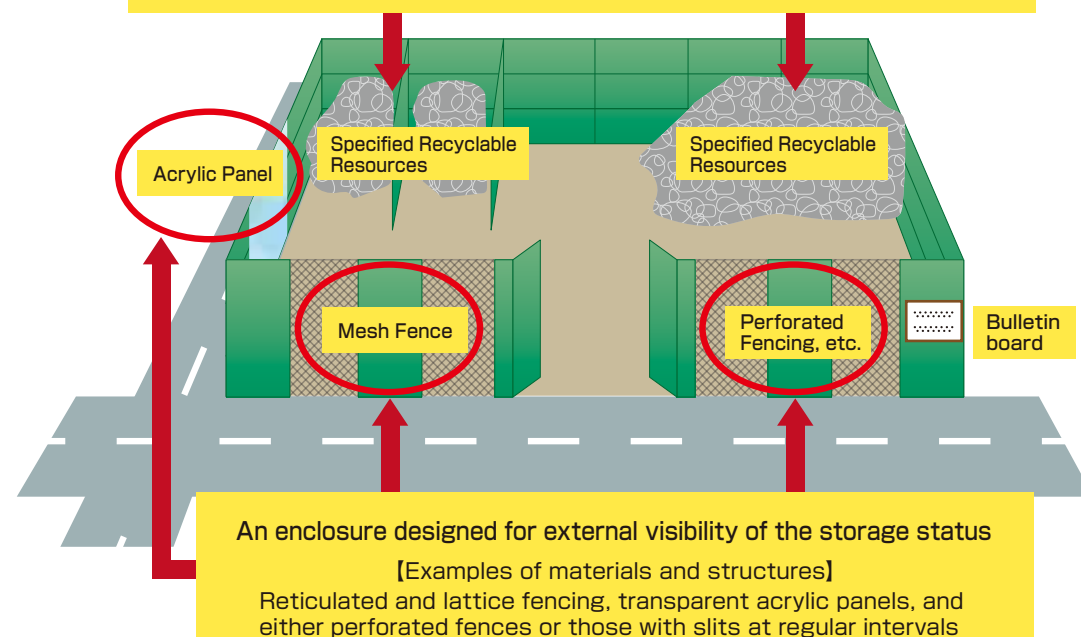 Specified Recyclable
Resources
Specified Recyclable
Resources
Acrylic Panel
Mesh Fence
Perforated
Fencing, etc.
Bulletin
board
An enclosure designed for external visibility of the storage status
【Examples of materials and structures】
Reticulated and lattice fencing, transparent acrylic panels, and
either perforated fences or those with slits at regular intervals